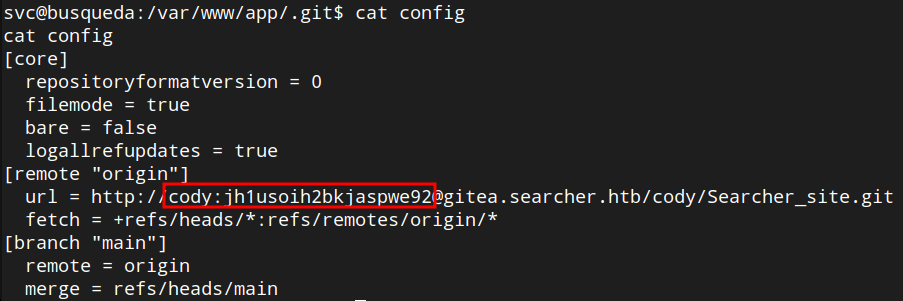 svc@busqueda:/var/www/app/.git$ cat config
cat config
[core]
  repositoryformatversion = 0
  filemode = true
  bare = false
  logallrefupdates = true
[remote "origin"]
  url = http://cody:jh1usoih2bkjaspwe92@gitea.searcher.htb/cody/Searcher_site.git
  fetch = +refs/heads/*:refs/remotes/origin/*
[branch "main"]
  remote = origin
  merge = refs/heads/main